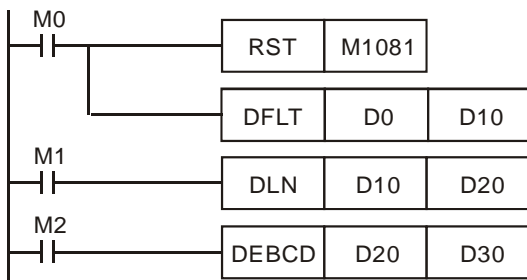 M0
RST M1081
DFLT D0 D10
M1
DLN D10 D20
M2
DEBCD D20 D30